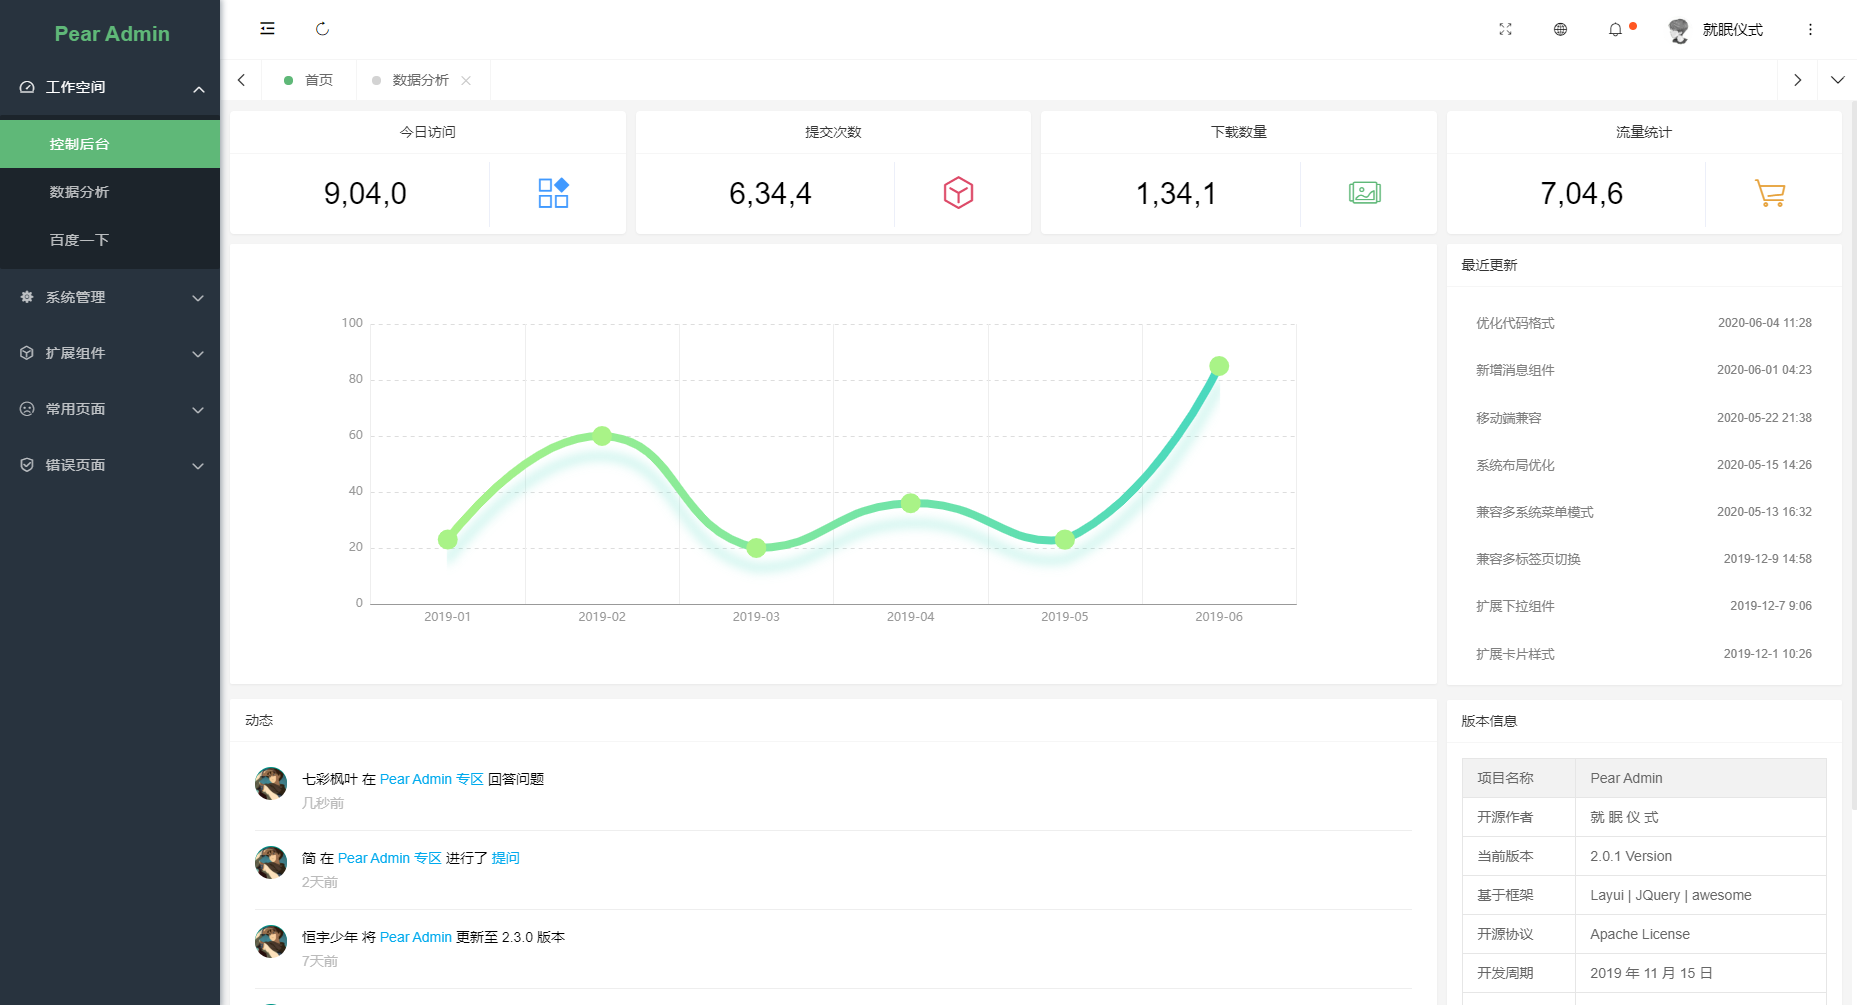 Pear Admin
工作空间
控制后台
数据分析
百度一下
系统管理
扩展组件
常用页面
错误页面
就眠仪式
首页
数据分析
今日访问
9,04,0
提交次数
6,34,4
下载数量
1,34,1
流量统计
7,04,6
100
80
60
40
20
0
2019-01 2019-02 2019-03 2019-04 2019-05 2019-06
最近更新
优化代码格式 2020-06-04 11:28
新增消息组件 2020-06-01 04:23
移动端兼容 2020-05-22 21:38
系统布局优化 2020-05-15 14:26
兼容多系统菜单模式 2020-05-13 16:32
兼容多标签页切换 2019-12-9 14:58
扩展下拉组件 2019-12-7 9:06
扩展卡片样式 2019-12-1 10:26
动态
七彩枫叶 在 Pear Admin 专区 回答问题
几秒前
简 在 Pear Admin 专区 进行了 提问
2天前
恒宇少年 将 Pear Admin 更新至 2.3.0 版本
7天前
版本信息
项目名称 Pear Admin
开源作者 就 眠 仪 式
当前版本 2.0.1 Version
基于框架 Layui | JQuery | awesome
开源协议 Apache License
开发周期 2019 年 11 月 15 日